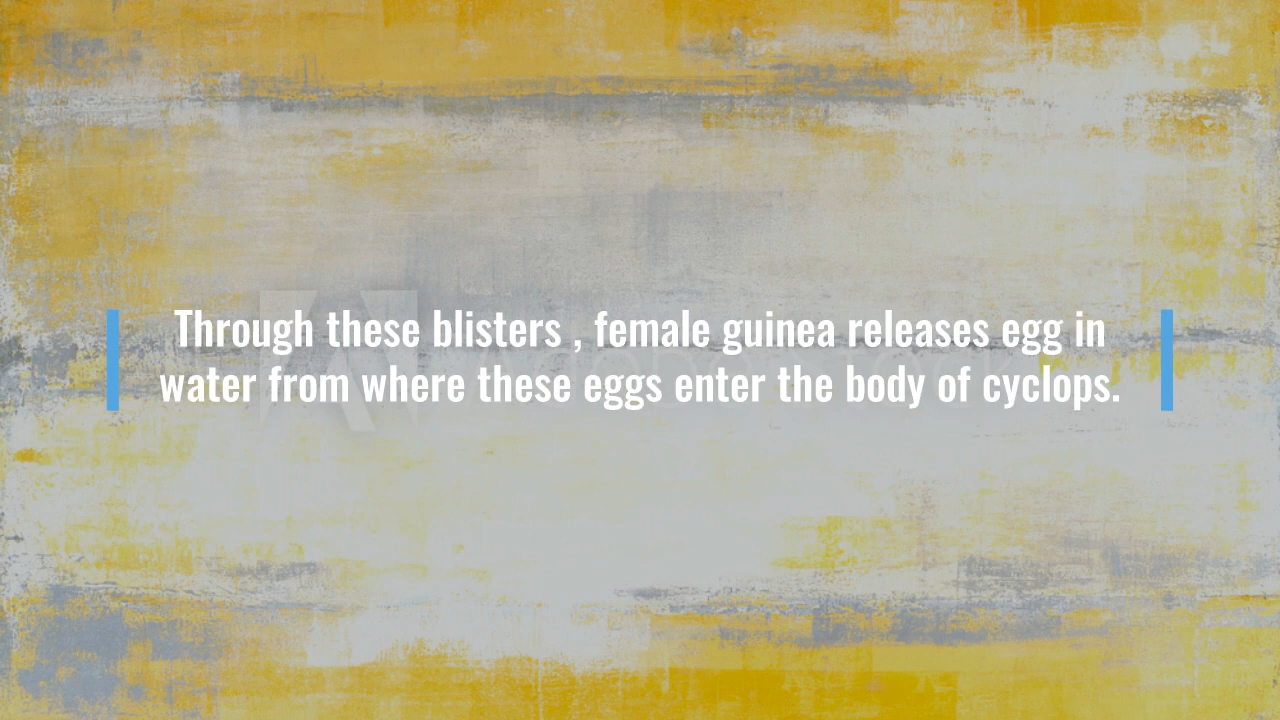 Through these blisters , female guinea releases egg in
water from where these eggs enter the body of cyclops.